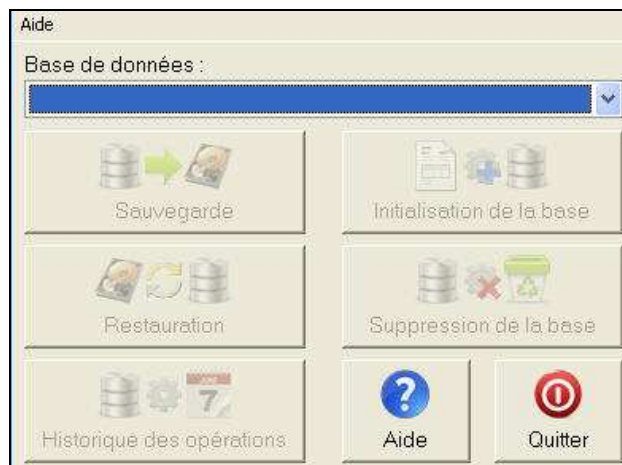 Aide
Base de données :
Sauvegarde
Initialisation de la base
Restauration
Suppression de la base
7
Historique des opérations
Aide
Quitter